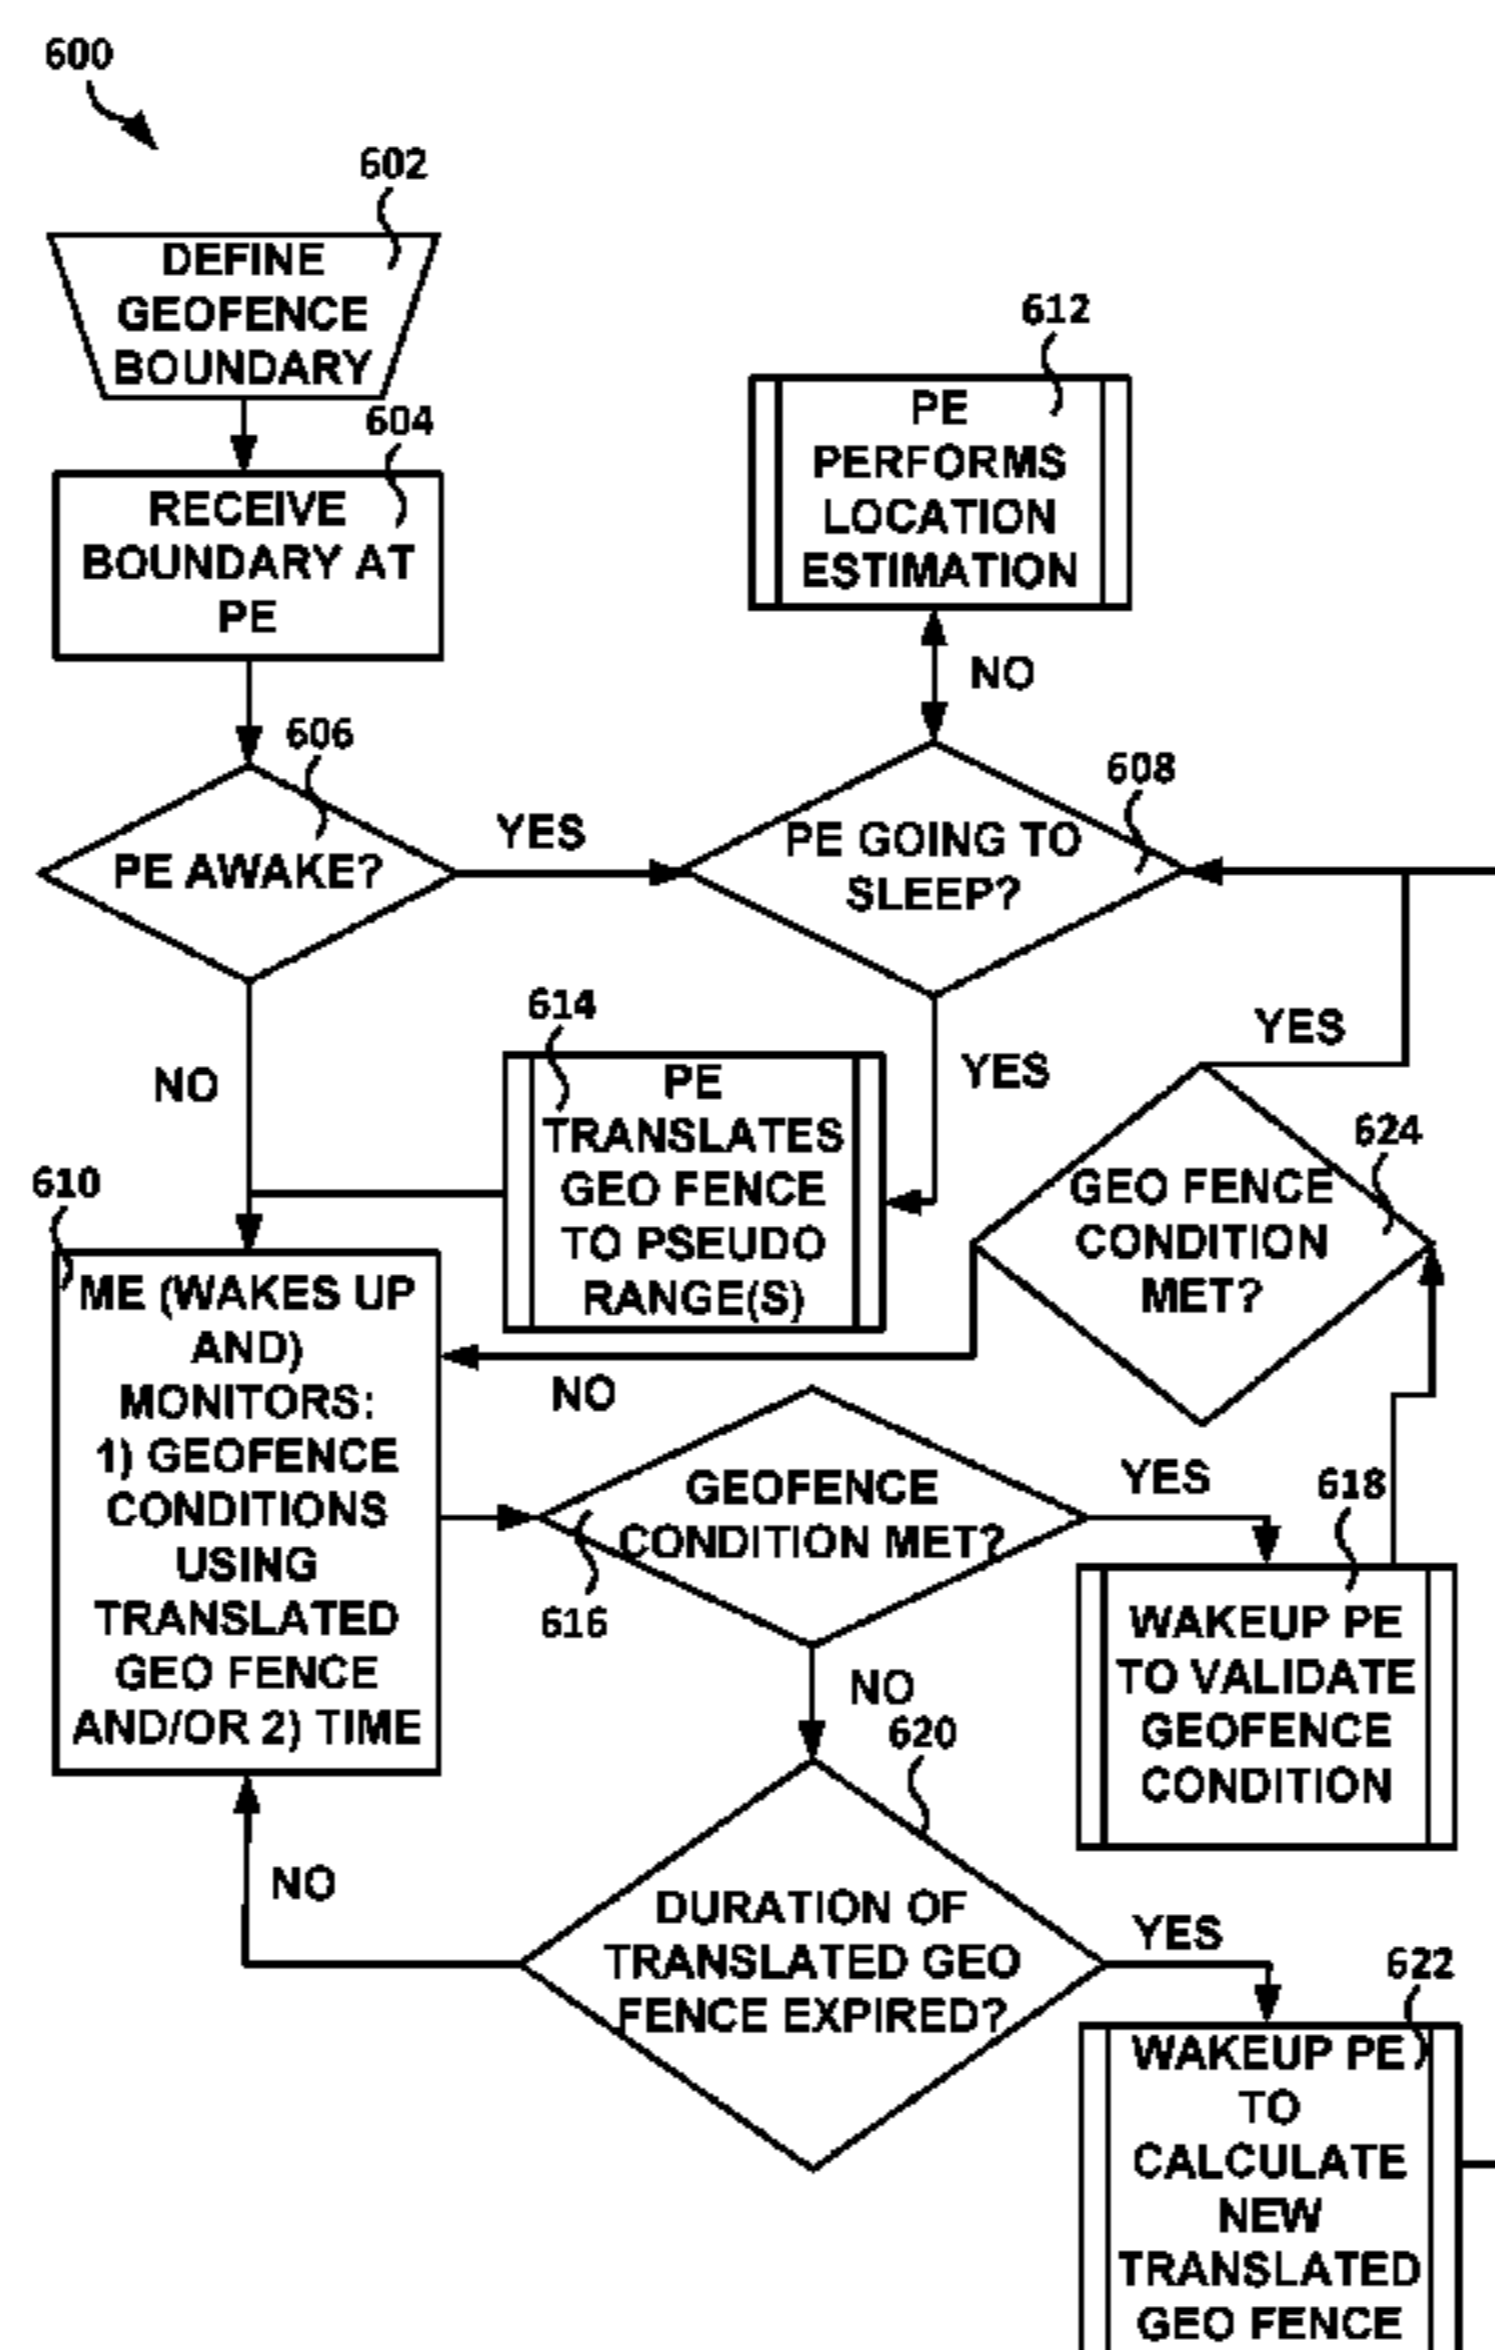 600
602
DEFINE
GEOFENCE
BOUNDARY
604
RECEIVE
BOUNDARY AT
PE
612
PE
PERFORMS
LOCATION
ESTIMATION
NO
606
PE AWAKE?
YES
608
PE GOING TO
SLEEP?
NO
614
PE
TRANSLATES
GEO FENCE
TO PSEUDO
RANGE(S)
YES
YES
624
GEO FENCE
CONDITION
MET?
NO
610
ME (WAKES UP
AND)
MONITORS:
1) GEOFENCE
CONDITIONS
USING
TRANSLATED
GEO FENCE
AND/OR 2) TIME
GEOFENCE
CONDITION MET?
616
YES
618
WAKEUP PE
TO VALIDATE
GEOFENCE
CONDITION
NO
620
DURATION OF
TRANSLATED GEO
FENCE EXPIRED?
NO
YES
622
WAKEUP PE
TO
CALCULATE
NEW
TRANSLATED
GEO FENCE